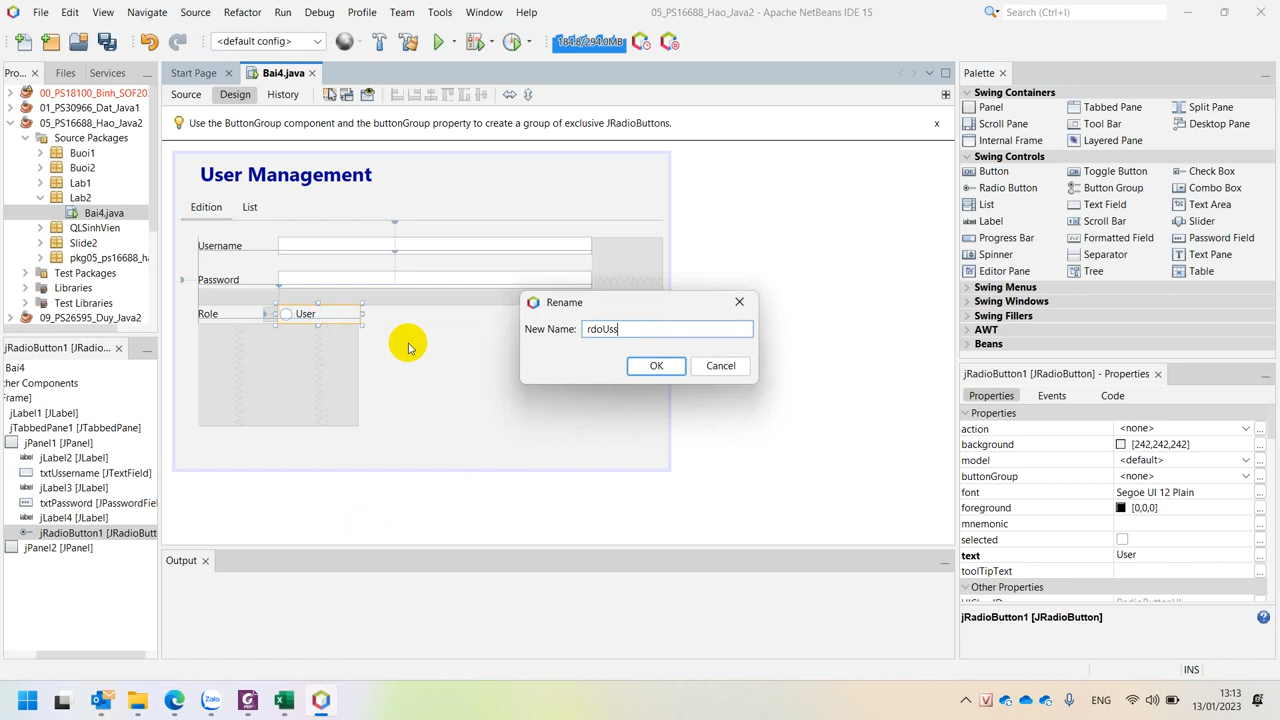 File Edit View Navigate Source Refactor Run Debug Profile Team Tools Window Help 05_PS16688_Hao_Java2 - Apache NetBeans IDE 15 Search (Ctrl+I)
<default config> 184.8/294.0MB
Pro... Files Services Start Page Bai4.java Palette
Source Design History
Use the ButtonGroup component and the buttonGroup property to create a group of exclusive JRadioButtons. x
00_PS18100_Binh_SOF20
01_PS30966_Dat_Java1
05_PS16688_Hao_Java2
Source Packages
Buoi1
Buoi2
Lab1
Lab2
Bai4.java
QLSinhVien
Slide2
pkg05_ps16688_ha
Test Packages
Libraries
Test Libraries
09_PS26595_Duy_Java2
jRadioButton1 [JRadio...
Bai4
ther Components
Frame]
jLabel1 [JLabel]
jTabbedPane1 [JTabbedPane]
jPanel1 [JPanel]
jLabel2 [JLabel]
txtUssername [JTextField]
jLabel3 [JLabel]
txtPassword [JPasswordFiel
jLabel4 [JLabel]
jRadioButton1 [JRadioButt
jPanel2 [JPanel]
User Management
Edition List
Username
Password
Role User
Rename
New Name: rdoUss
OK Cancel
Output
Swing Containers
Panel Tabbed Pane Split Pane
Scroll Pane Tool Bar Desktop Pane
Internal Frame Layered Pane
Swing Controls
Button Toggle Button Check Box
Radio Button Button Group Combo Box
List Text Field Text Area
Label Scroll Bar Slider
Progress Bar Formatted Field Password Field
Spinner Separator Text Pane
Editor Pane Tree Table
Swing Menus
Swing Windows
Swing Fillers
AWT
Beans
jRadioButton1 [JRadioButton] - Properties
Properties Events Code
Properties
action <none>
background [242,242,242]
model <default>
buttonGroup <none>
font Segoe UI 12 Plain
foreground [0,0,0]
mnemonic
selected
text User
toolTipText
Other Properties
jRadioButton1 [JRadioButton]
INS
ENG 13:13
13/01/2023